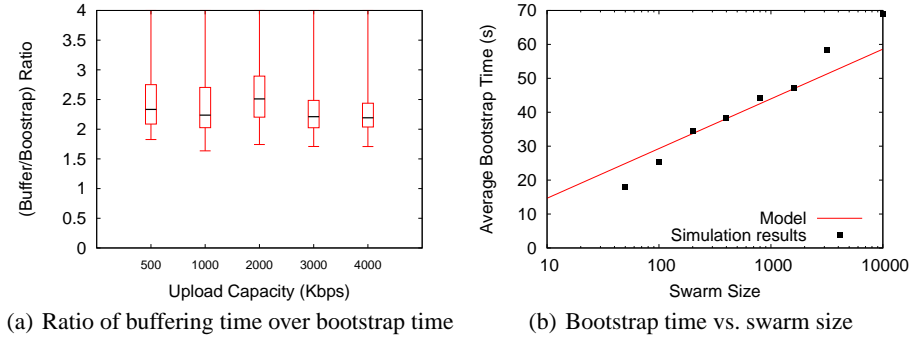 4
3.5
3
2.5
2
1.5
1
0.5
0
(Buffer/Boostrap) Ratio
500 1000 2000 3000 4000
Upload Capacity (Kbps)
(a) Ratio of buffering time over bootstrap time
70
60
50
40
30
20
10
0
Average Bootstrap Time (s)
Model
Simulation results
10 100 1000 10000
Swarm Size
(b) Bootstrap time vs. swarm size